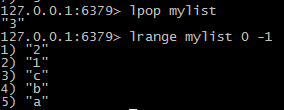 127.0.0.1:6379> lpop mylist
"3"
127.0.0.1:6379> lrange mylist 0 -1
1) "2"
2) "1"
3) "c"
4) "b"
5) "a"